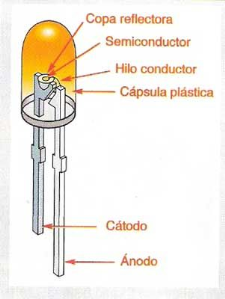 Copa reflectora
Semiconductor
Hilo conductor
Cápsula plástica
Cátodo
Ánodo